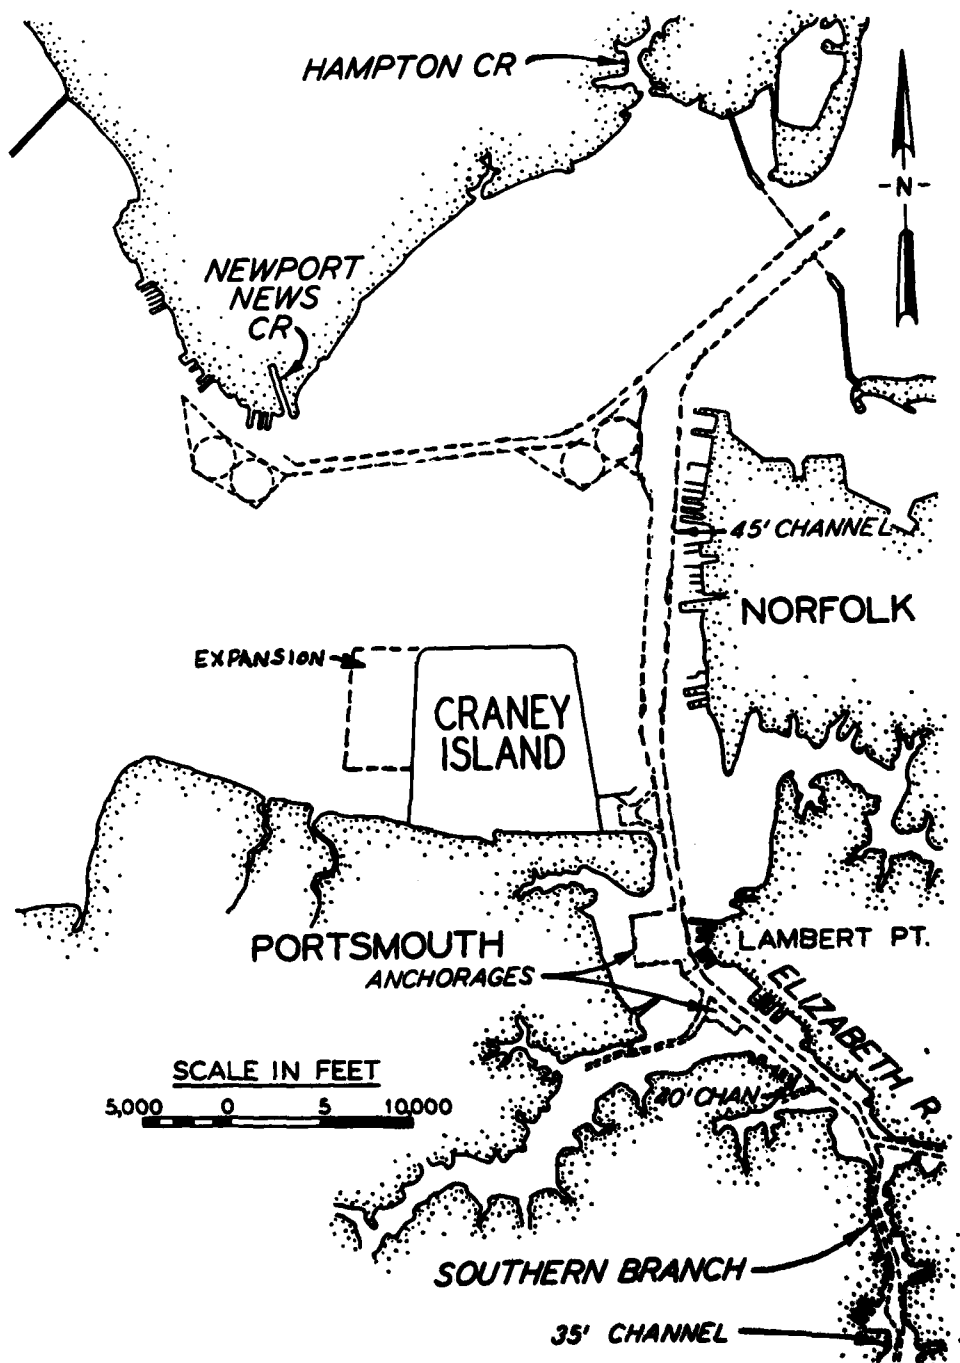 HAMPTON CR
-N-
NEWPORT
NEWS
CR
45' CHANNEL
NORFOLK
EXPANSION
CRANEY
ISLAND
PORTSMOUTH
LAMBERT PT.
ANCHORAGES
ELIZABETH R
SCALE IN FEET
5,000 0 5 10,000
40' CHAN
SOUTHERN BRANCH
35' CHANNEL